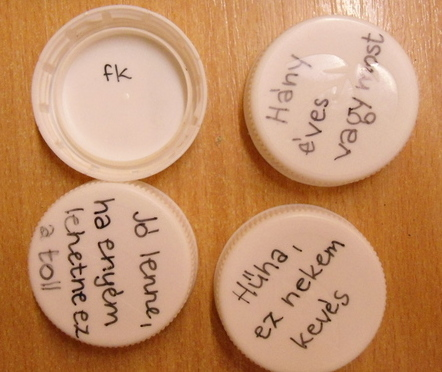 fk
Hány
éves
vagy most
Jó lenne,
ha enyém
lehetne ez
a toll
Hűha,
ez nekem
kevés